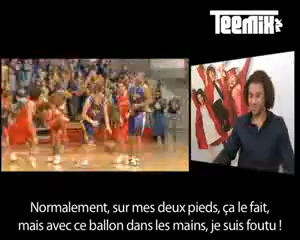 TEEMIX
Normalement, sur mes deux pieds, ça le fait,
mais avec ce ballon dans les mains, je suis foutu !